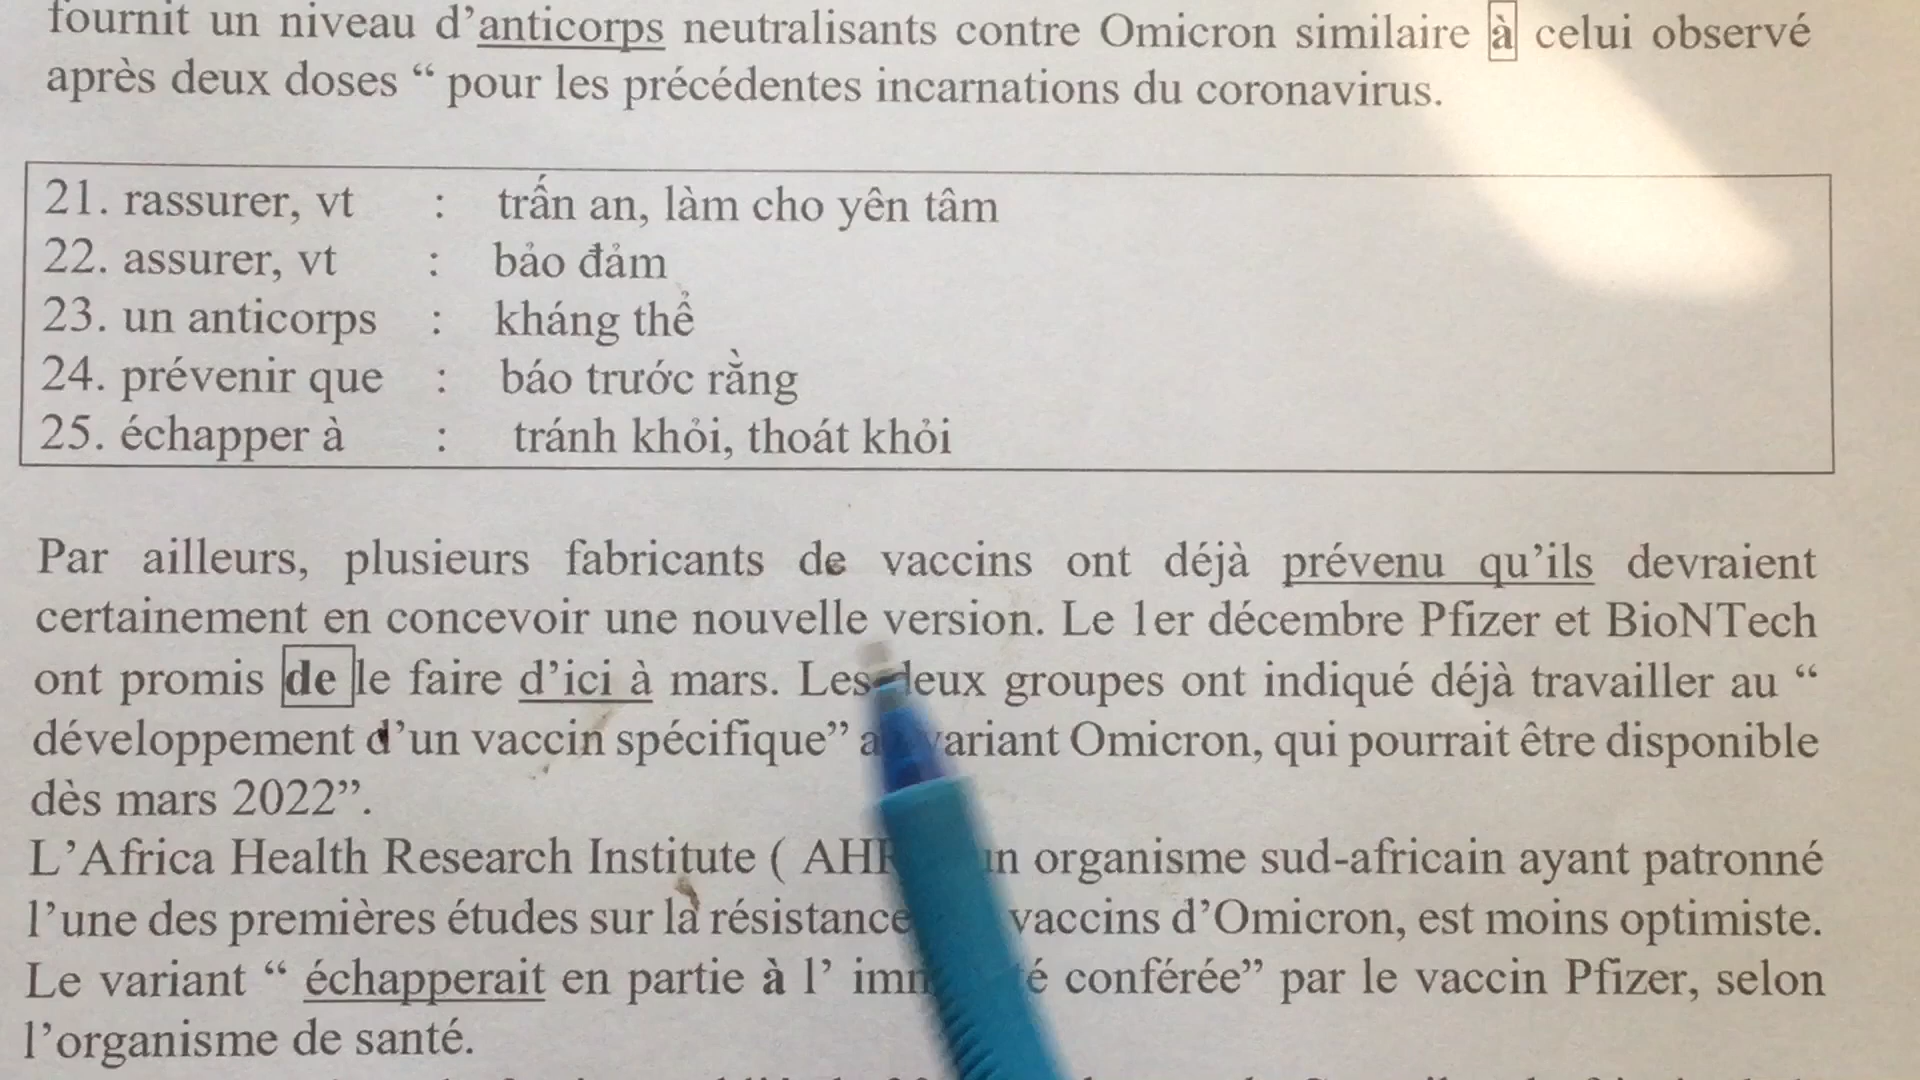 fournit un niveau d'anticorps neutralisants contre Omicron similaire à celui observé
après deux doses “ pour les précédentes incarnations du coronavirus.
21. rassurer, vt : trấn an, làm cho yên tâm
22. assurer, vt : bảo đảm
23. un anticorps : kháng thể
24. prévenir que : báo trước rằng
25. échapper à : tránh khỏi, thoát khỏi
Par ailleurs, plusieurs fabricants de vaccins ont déjà prévenu qu’ils devraient
certainement en concevoir une nouvelle version. Le 1er décembre Pfizer et BioNTech
ont promis de le faire d’ici à mars. Les deux groupes ont indiqué déjà travailler au “
développement d’un vaccin spécifique” variant Omicron, qui pourrait être disponible
dès mars 2022”.
L’Africa Health Research Institute ( un organisme sud-africain ayant patronné
l’une des premières études sur la résistance vaccins d’Omicron, est moins optimiste.
Le variant “ échapperait en partie à l’ conférée” par le vaccin Pfizer, selon
l’organisme de santé.